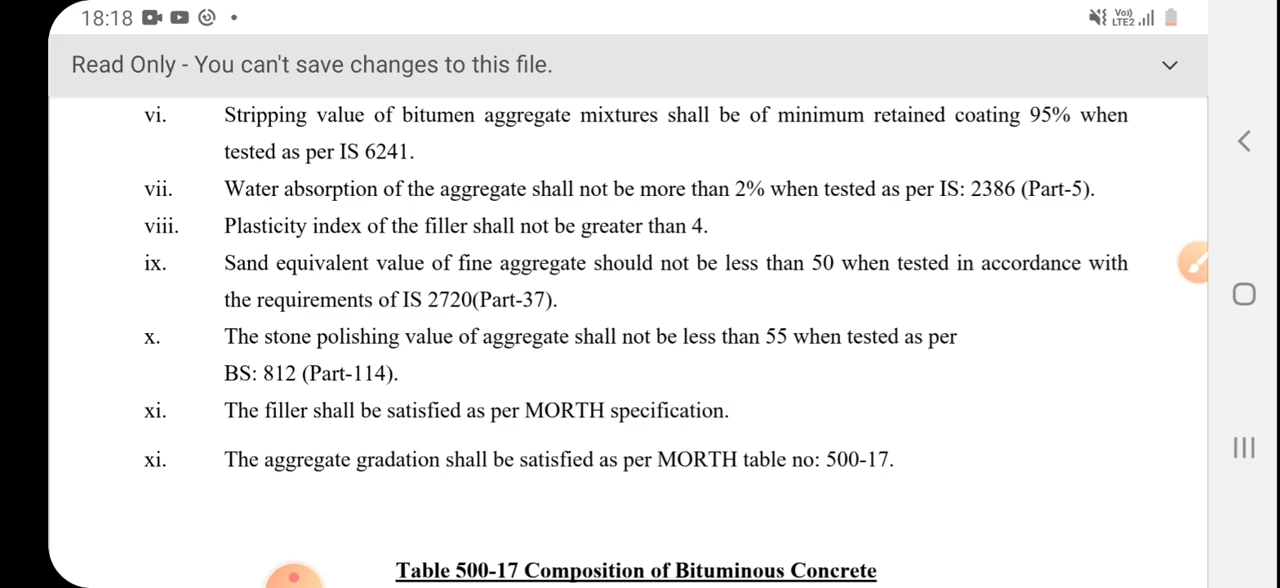 18:18
Vo)) LTE2
Read Only - You can't save changes to this file.
vi. Stripping value of bitumen aggregate mixtures shall be of minimum retained coating 95% when
tested as per IS 6241.
vii. Water absorption of the aggregate shall not be more than 2% when tested as per IS: 2386 (Part-5).
viii. Plasticity index of the filler shall not be greater than 4.
ix. Sand equivalent value of fine aggregate should not be less than 50 when tested in accordance with
the requirements of IS 2720(Part-37).
x. The stone polishing value of aggregate shall not be less than 55 when tested as per
BS: 812 (Part-114).
xi. The filler shall be satisfied as per MORTH specification.
xi. The aggregate gradation shall be satisfied as per MORTH table no: 500-17.
Table 500-17 Composition of Bituminous Concrete